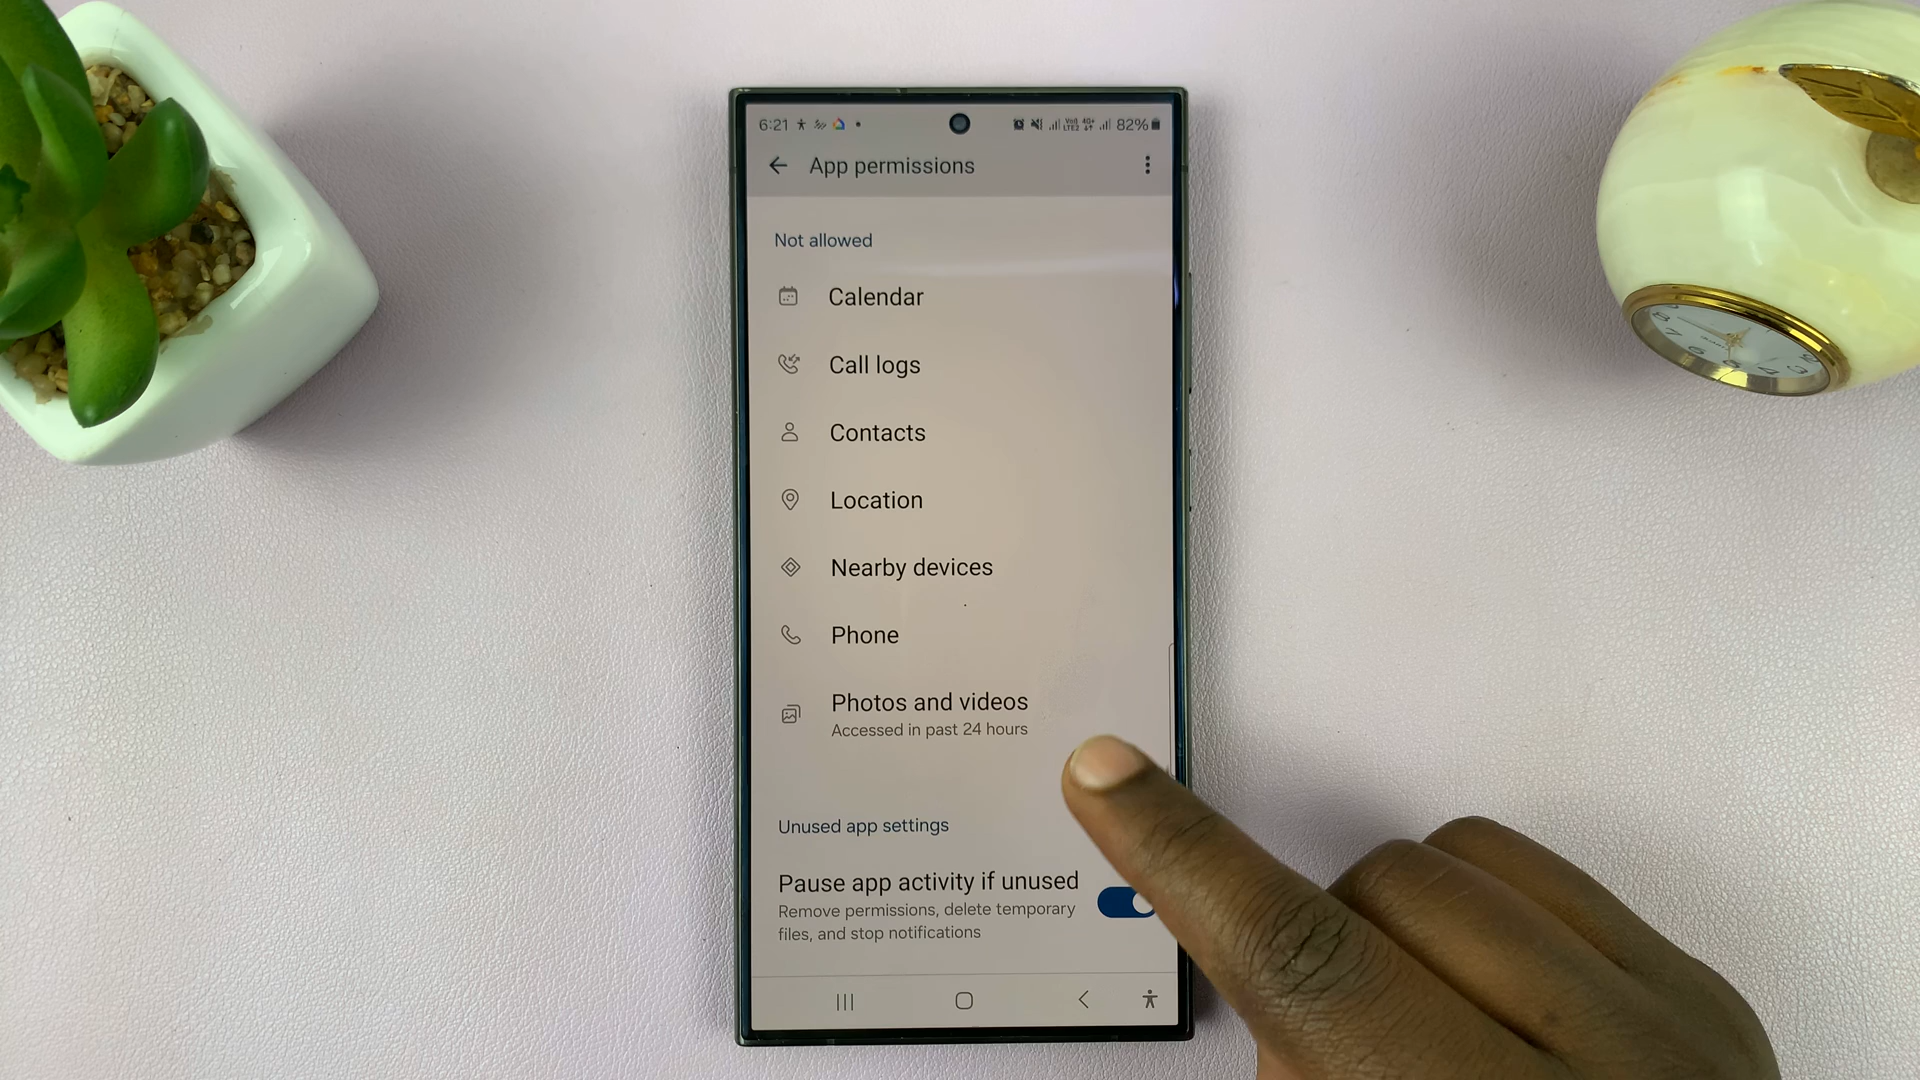 6:21 82%
App permissions
Not allowed
Calendar
Call logs
Contacts
Location
Nearby devices
Phone
Photos and videos
Accessed in past 24 hours
Unused app settings
Pause app activity if unused
Remove permissions, delete temporary
files, and stop notifications